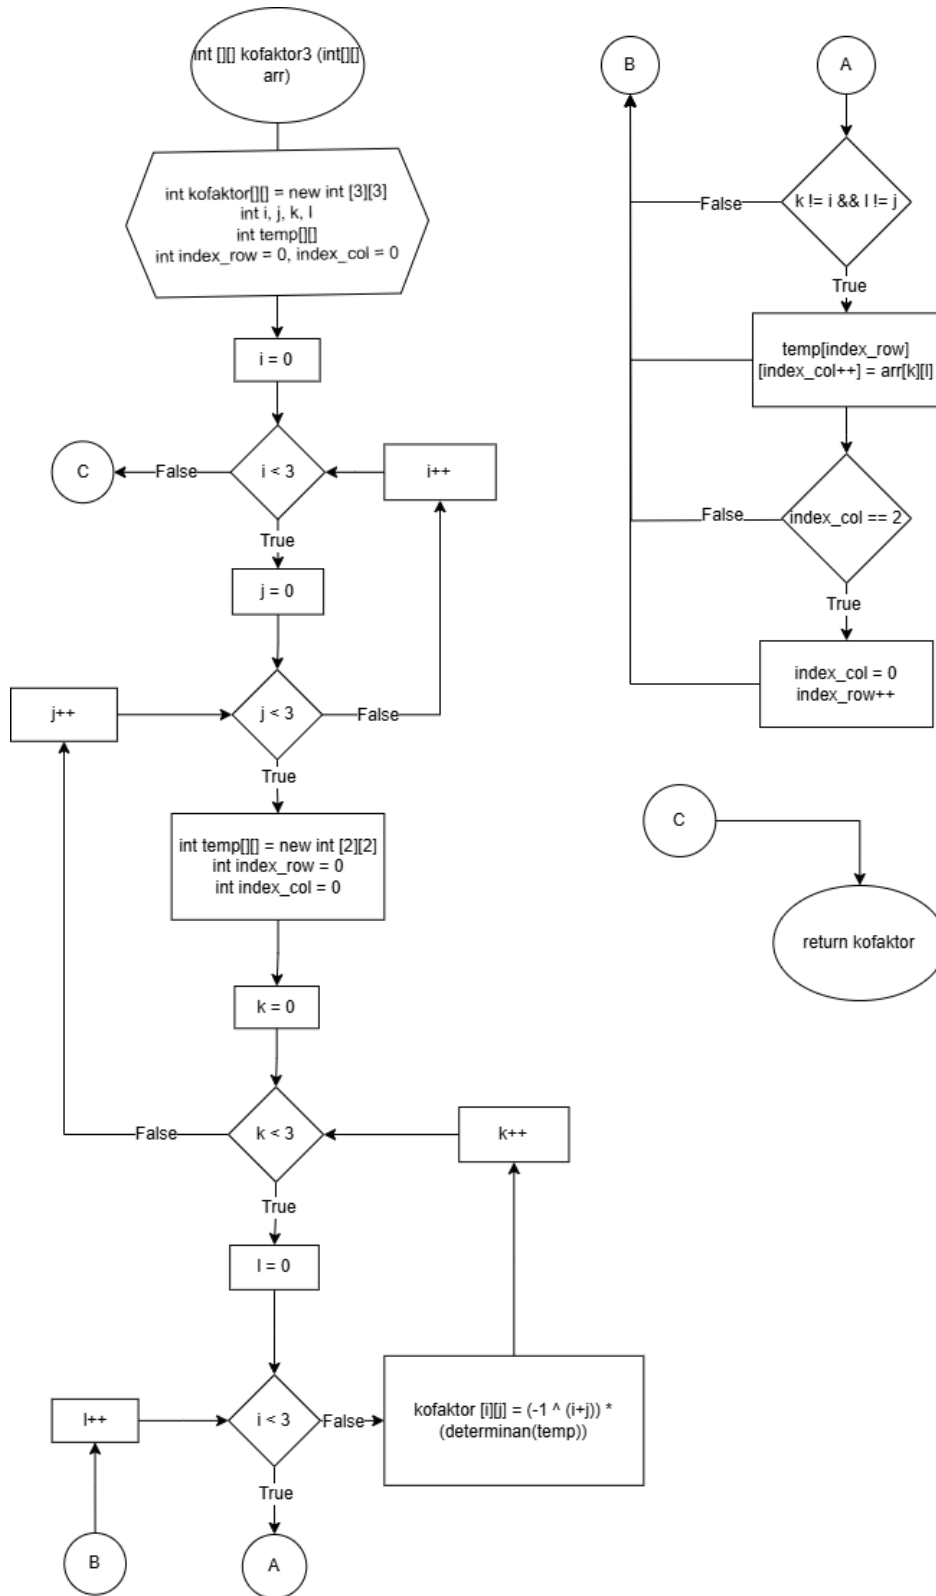 int [][] kofaktor3 (int[][]
arr)
int kofaktor[][] = new int [3][3]
int i, j, k, l
int temp[][]
int index_row = 0, index_col = 0
i = 0
C
False
i < 3
i++
True
j = 0
j++
j < 3
False
True
int temp[][] = new int [2][2]
int index_row = 0
int index_col = 0
k = 0
False
k < 3
k++
True
l = 0
l++
i < 3
False
kofaktor [i][j] = (-1 ^ (i+j)) *
(determinan(temp))
True
B
A
B
A
False
k != i && l != j
True
temp[index_row]
[index_col++] = arr[k][l]
False
index_col == 2
True
index_col = 0
index_row++
C
return kofaktor